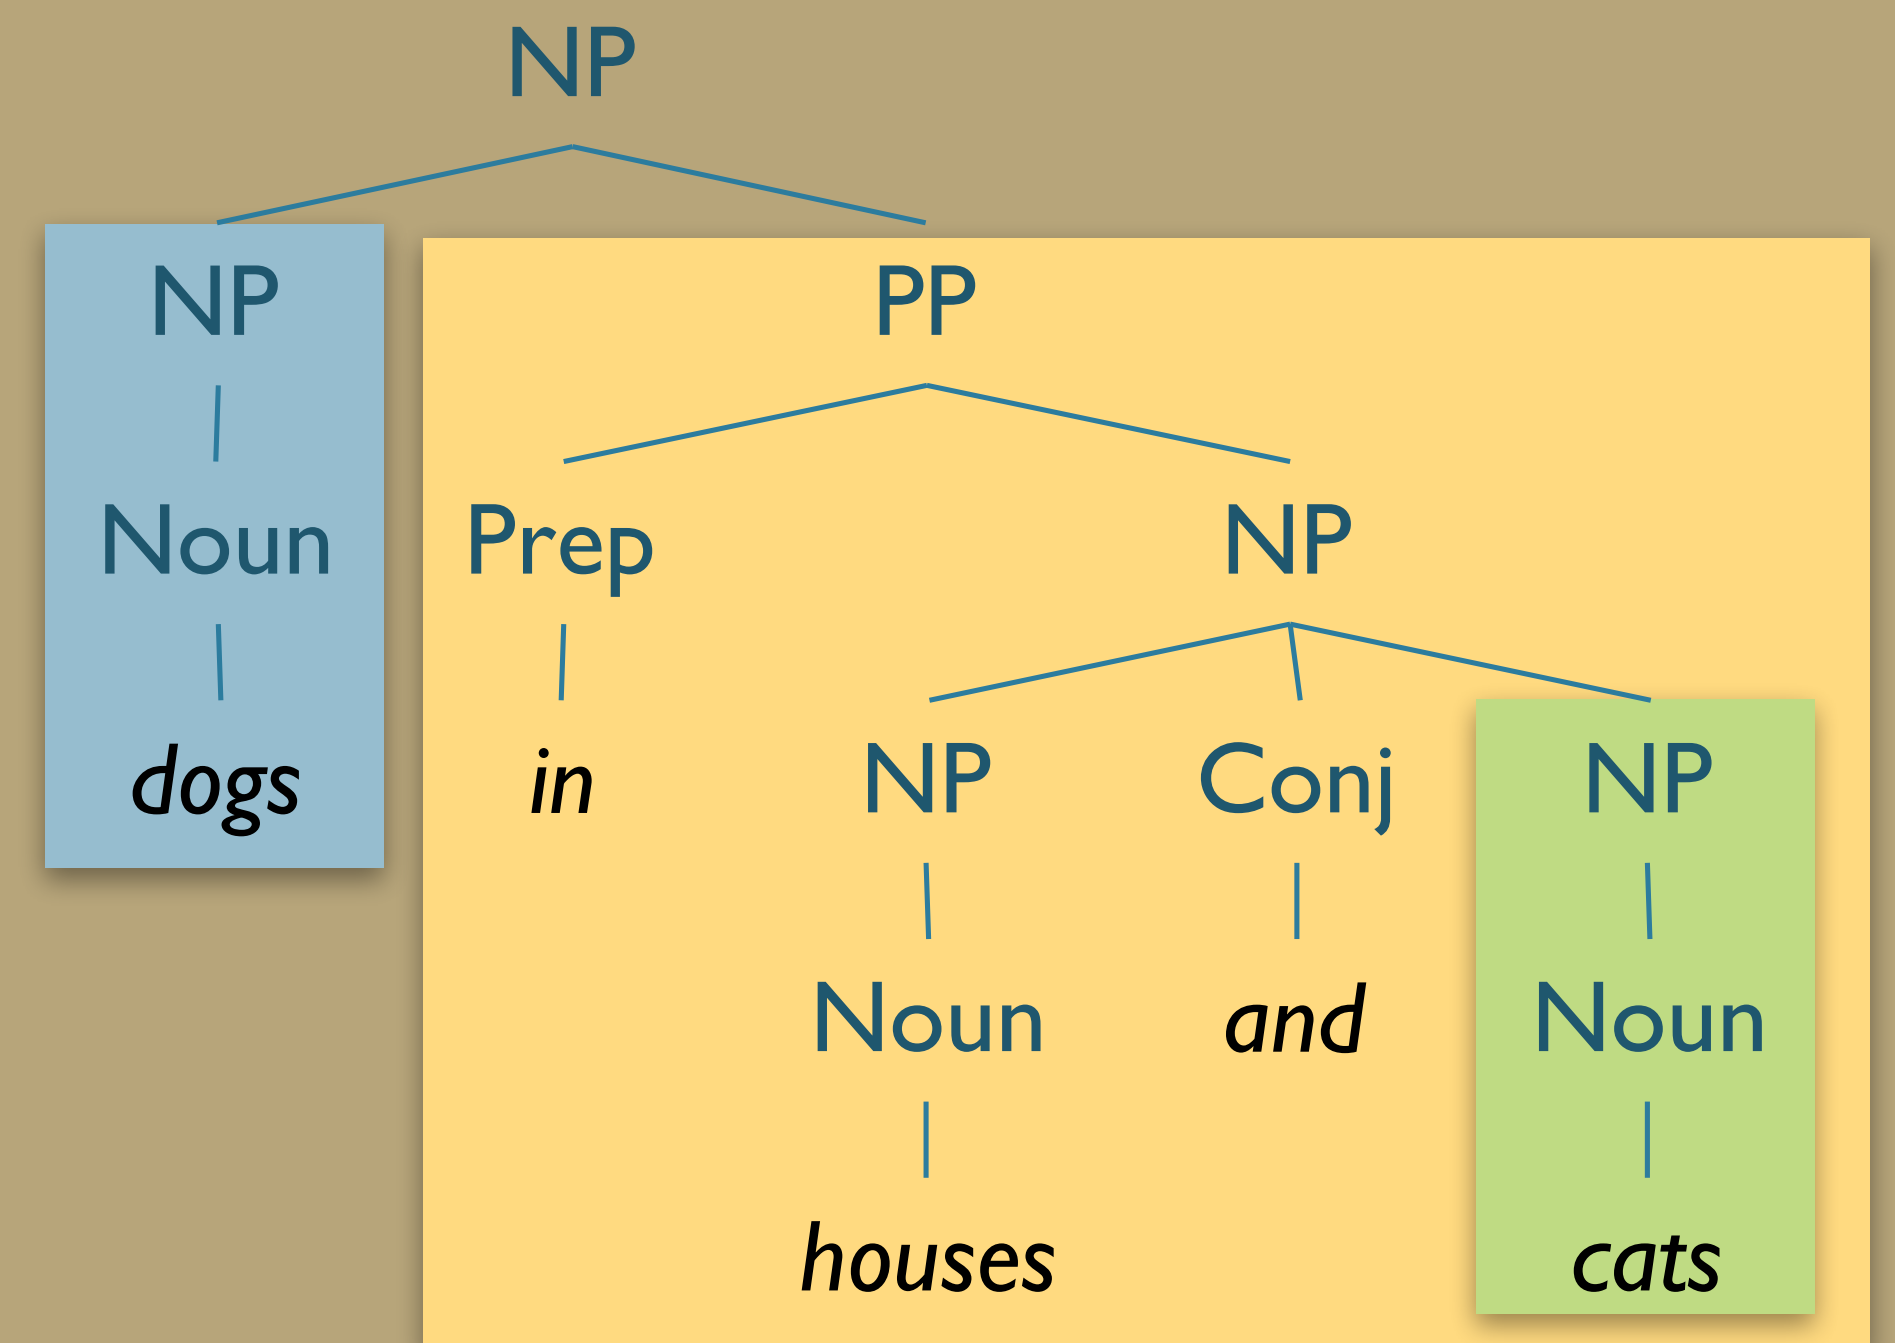 NP
NP PP
Noun Prep NP
dogs in NP Conj NP
Noun and Noun
houses cats